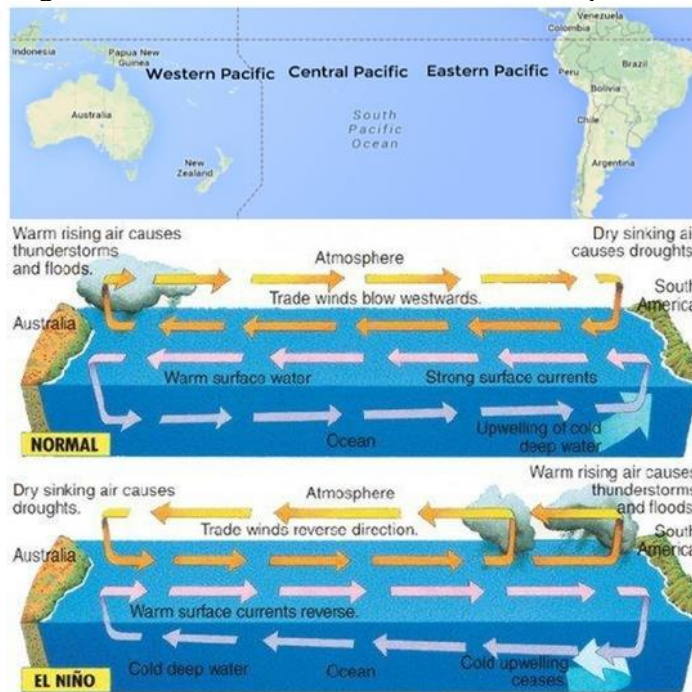 Venezuela
Colombia
Indonesia
Papua New
Guinea
Western Pacific Central Pacific Eastern Pacific
Peru
Brazil
Bolivia
Australia
South
Pacific
Ocean
Chile
New
Zealand
Argentina
Warm rising air causes
thunderstorms
and floods.
Dry sinking air
causes droughts.
Atmosphere
Trade winds blow westwards.
South
America
Australia
Warm surface water
Strong surface currents
Ocean
Upwelling of cold
deep water
NORMAL
Dry sinking air causes
droughts.
Atmosphere
Warm rising air causes
thunderstorms
and floods
Trade winds reverse direction.
South
America
Australia
Warm surface currents reverse.
Cold deep water
Ocean
Cold upwelling
ceases
EL NIÑO